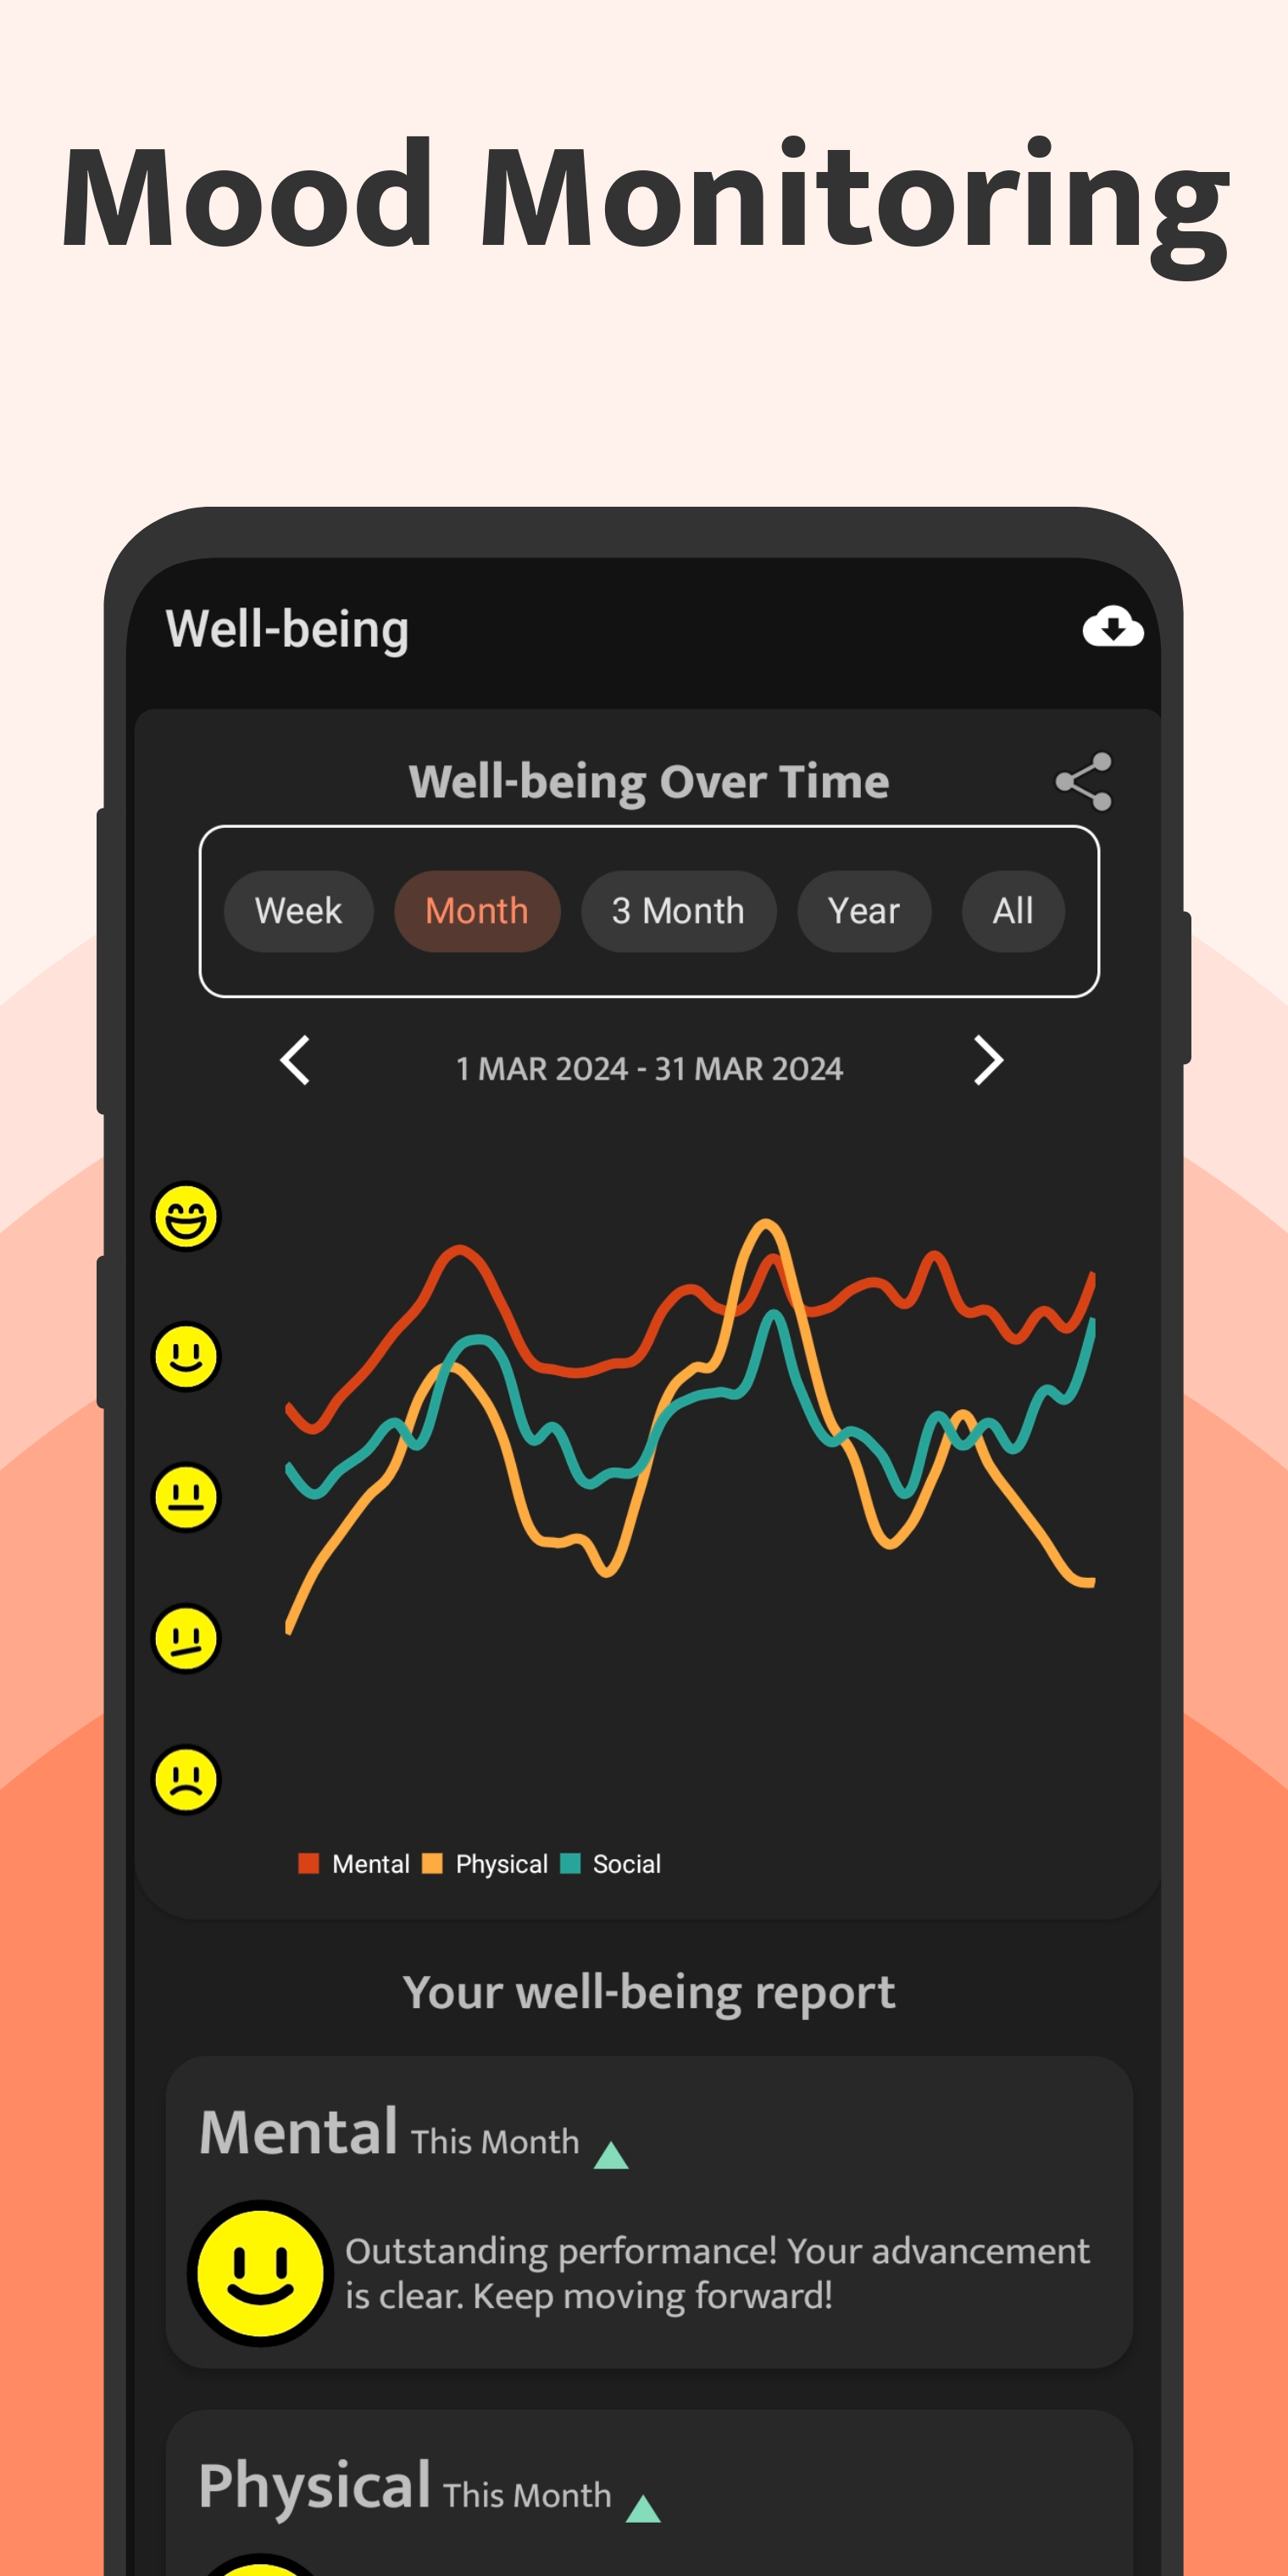 Mood Monitoring
Well-being
Well-being Over Time
Week Month 3 Month Year All
1 MAR 2024 - 31 MAR 2024
Mental Physical Social
Your well-being report
Mental This Month
Outstanding performance! Your advancement
is clear. Keep moving forward!
Physical This Month